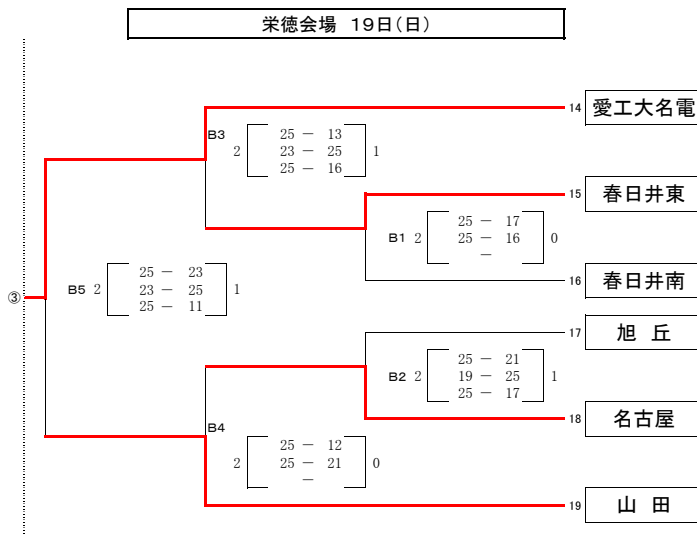 栄徳会場 19日(日)
14 愛工大名電
B3
2 25 - 13 1
23 - 25
25 - 16
15 春日井東
B1 2 25 - 17 0
25 - 16
-
16 春日井南
③
B5 2 25 - 23 1
23 - 25
25 - 11
17 旭 丘
B2 2 25 - 21 1
19 - 25
25 - 17
18 名古屋
B4
2 25 - 12 0
25 - 21
-
19 山 田